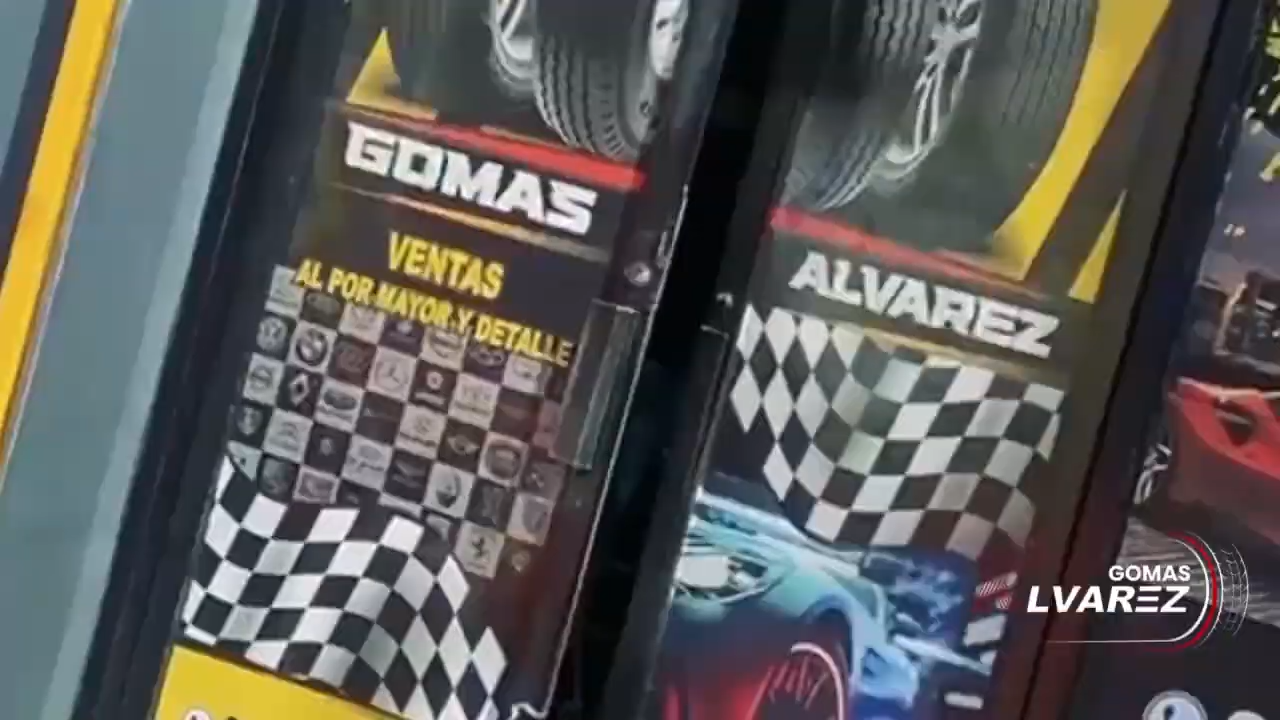 GOMAS
VENTAS
AL POR MAYOR Y DETALLE
ALVAREZ
GOMAS
LVAREZ